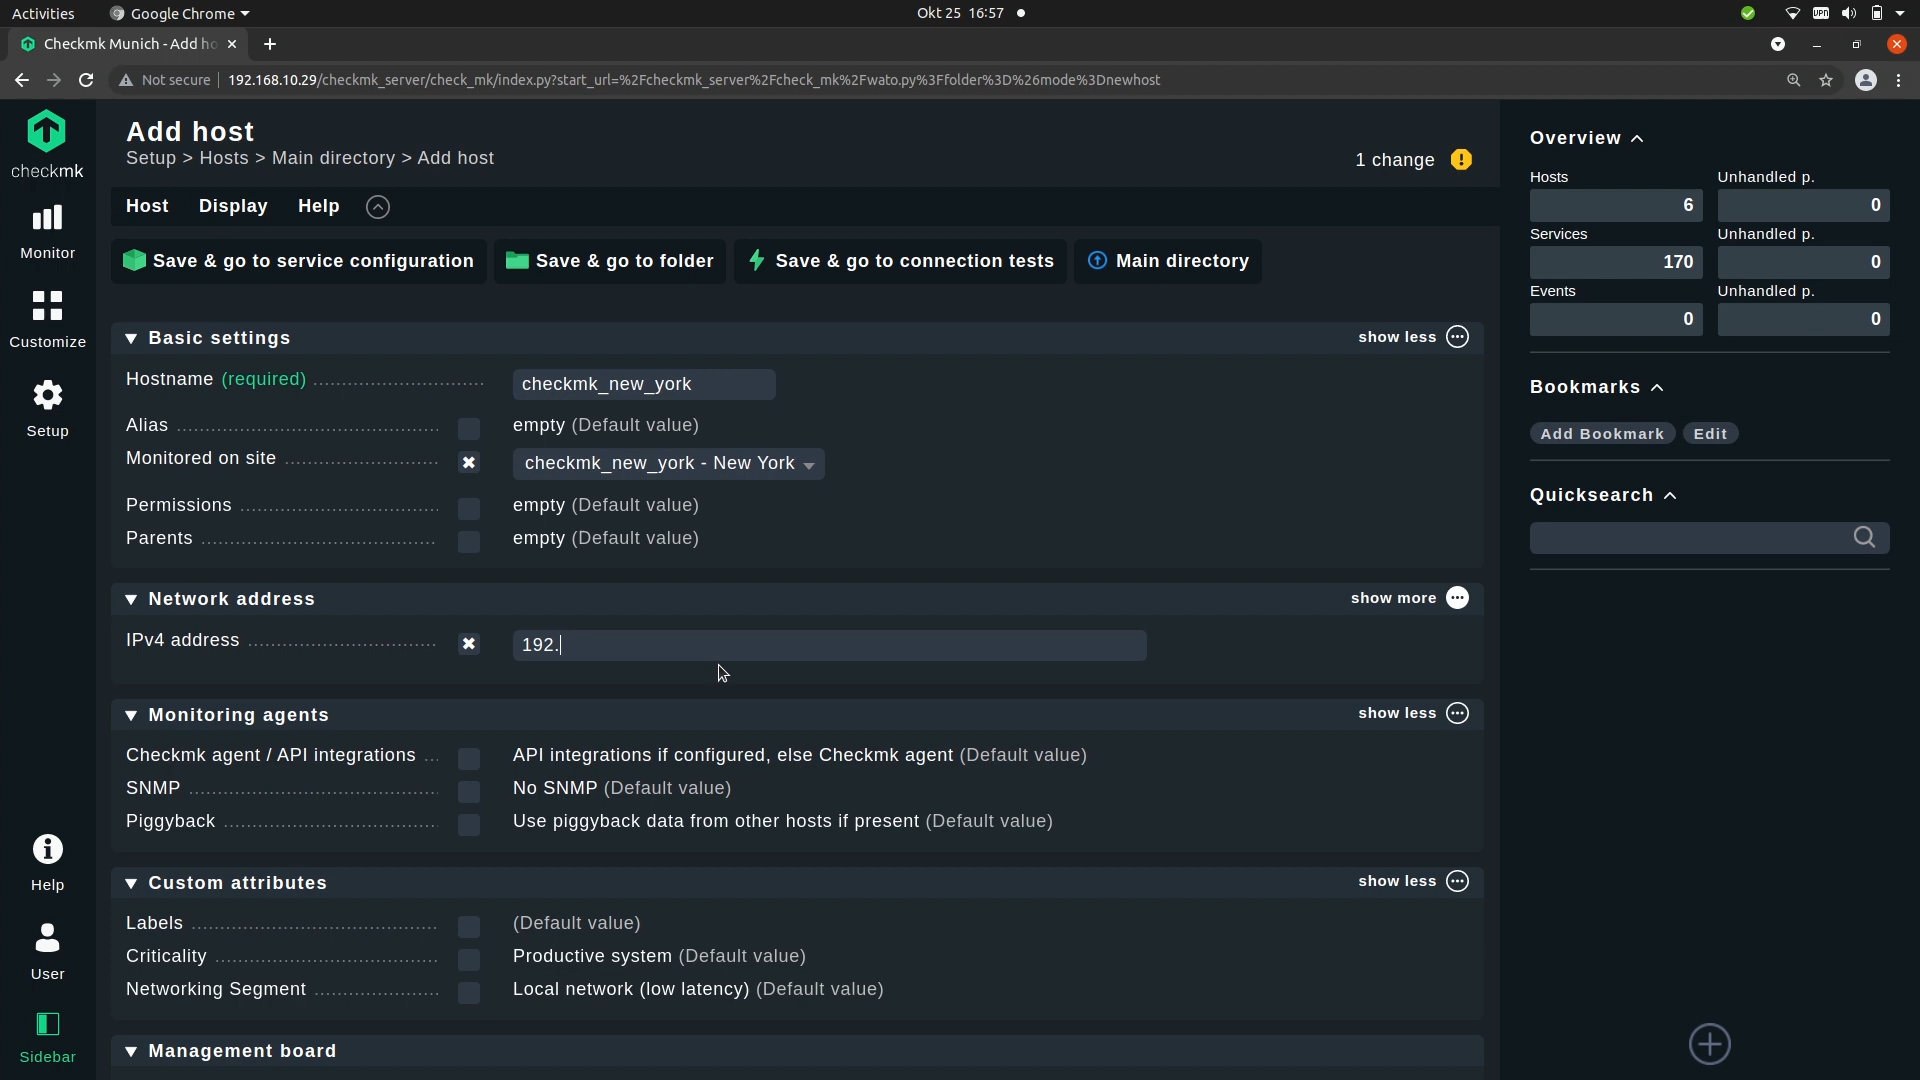 Activities
Google Chrome
Okt 25 16:57
VPN
Checkmk Munich - Add ho
Not secure
192.168.10.29/checkmk_server/check_mk/index.py?start_url=%2Fcheckmk_server%2Fcheck_mk%2Fwato.py%3Ffolder%3D%26mode%3Dnewhost
checkmk
Monitor
Customize
Setup
Help
User
Sidebar
Add host
Setup > Hosts > Main directory > Add host
1 change
Host Display Help
Save & go to service configuration
Save & go to folder
Save & go to connection tests
Main directory
Basic settings
show less
Hostname (required)
checkmk_new_york
Alias
empty (Default value)
Monitored on site
checkmk_new_york - New York
Permissions
empty (Default value)
Parents
empty (Default value)
Network address
show more
IPv4 address
192.
Monitoring agents
show less
Checkmk agent / API integrations
API integrations if configured, else Checkmk agent (Default value)
SNMP
No SNMP (Default value)
Piggyback
Use piggyback data from other hosts if present (Default value)
Custom attributes
show less
Labels
(Default value)
Criticality
Productive system (Default value)
Networking Segment
Local network (low latency) (Default value)
Management board
Overview
Hosts
Unhandled p.
6
0
Services
Unhandled p.
170
0
Events
Unhandled p.
0
0
Bookmarks
Add Bookmark
Edit
Quicksearch